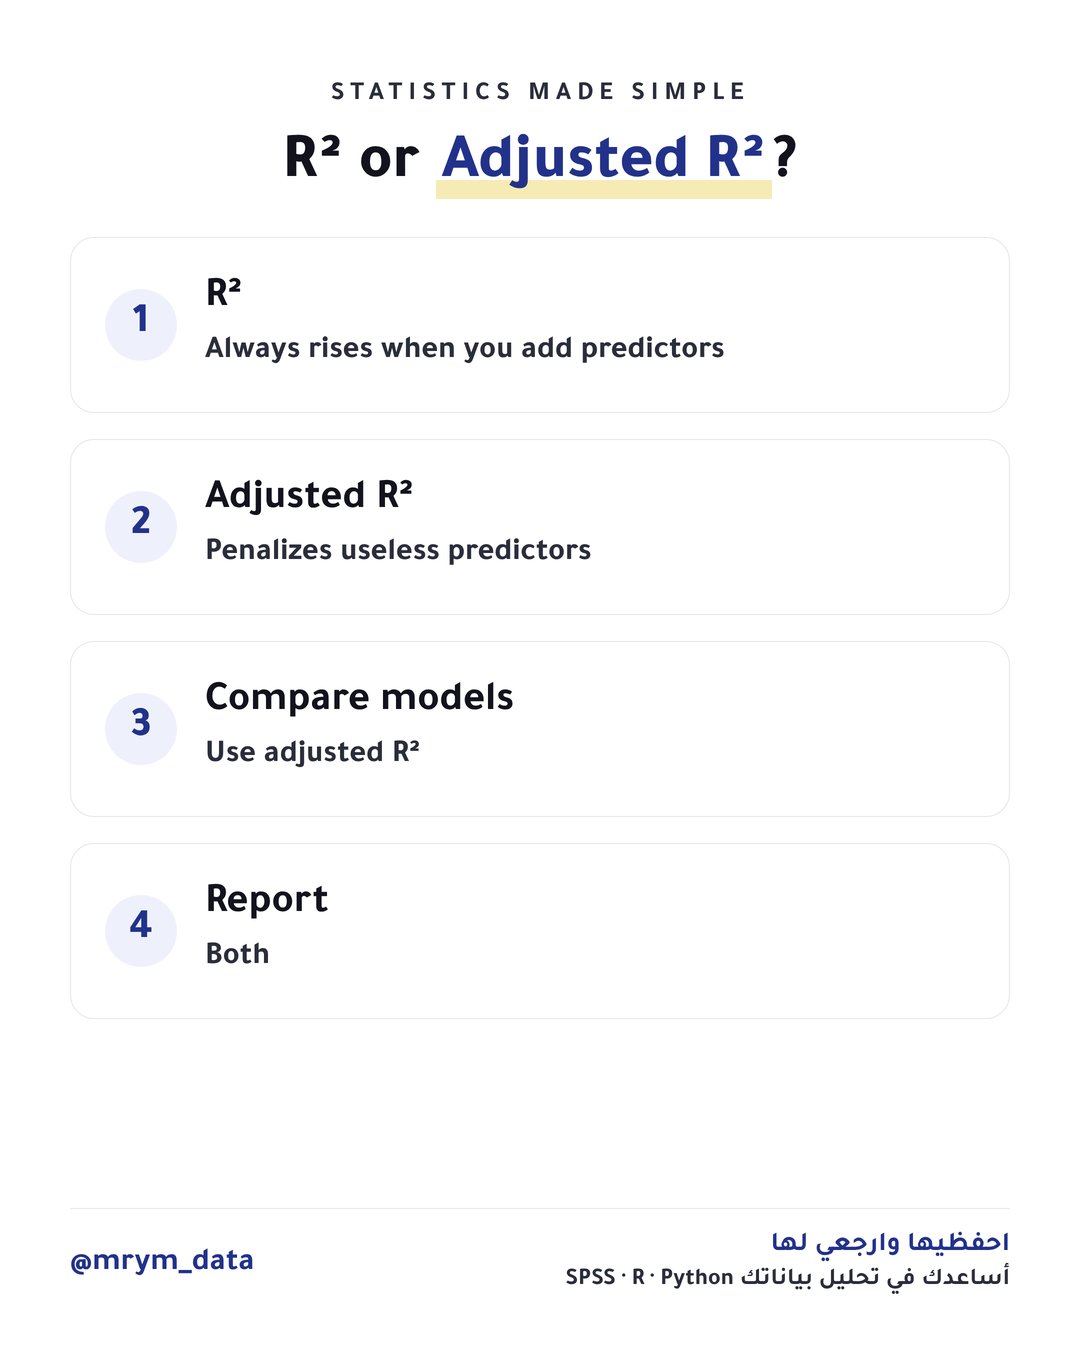 STATISTICS MADE SIMPLE
R² or Adjusted R²?
1
R²
Always rises when you add predictors
2
Adjusted R²
Penalizes useless predictors
3
Compare models
Use adjusted R²
4
Report
Both
@mrym_data
احفظيها وارجعي لها
أساعدك في تحليل بياناتك SPSS · R · Python